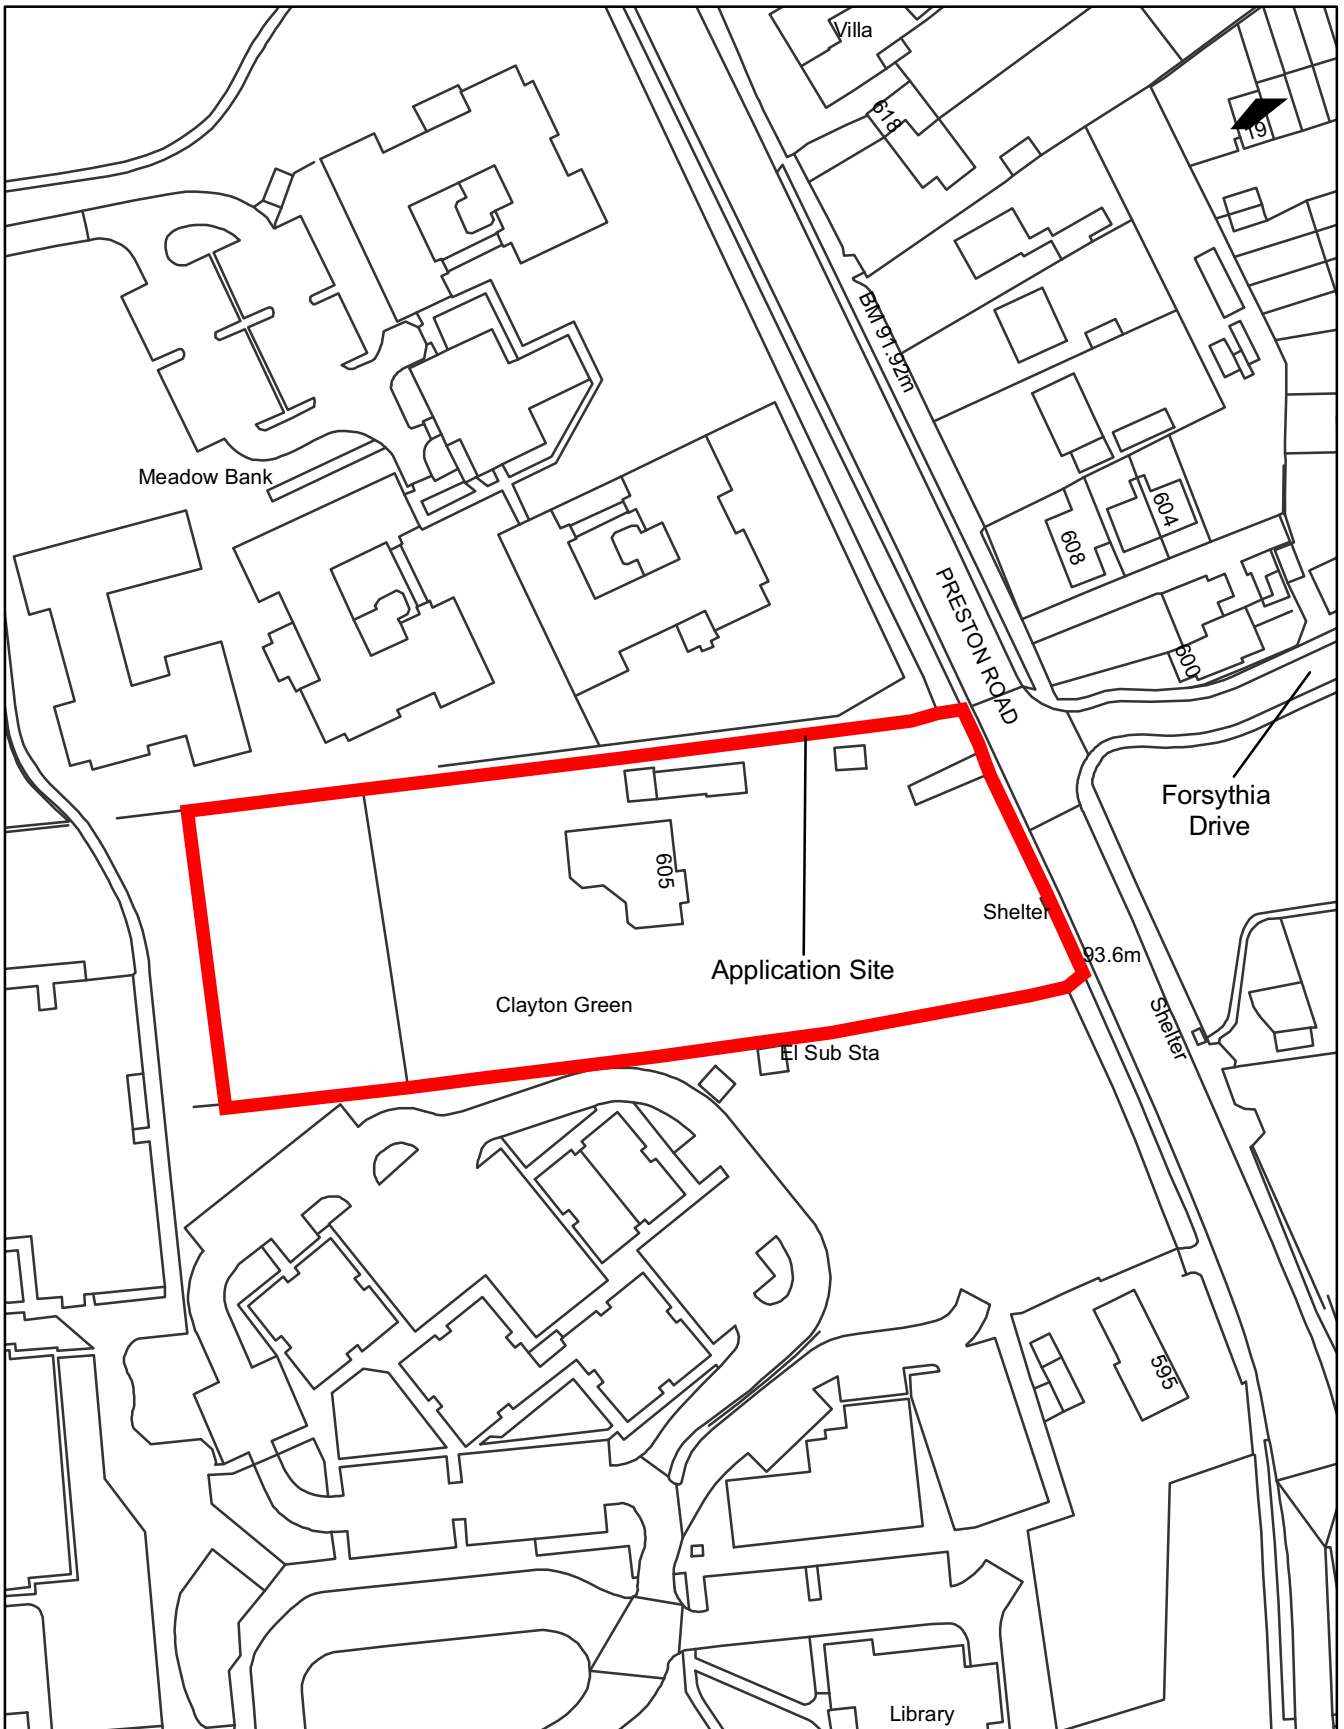 Villa
618
19
BM 91.92m
Meadow Bank
604
608
PRESTON ROAD
600
Forsythia
Drive
605
Shelter
93.6m
Application Site
Clayton Green
Shelter
El Sub Sta
595
Library